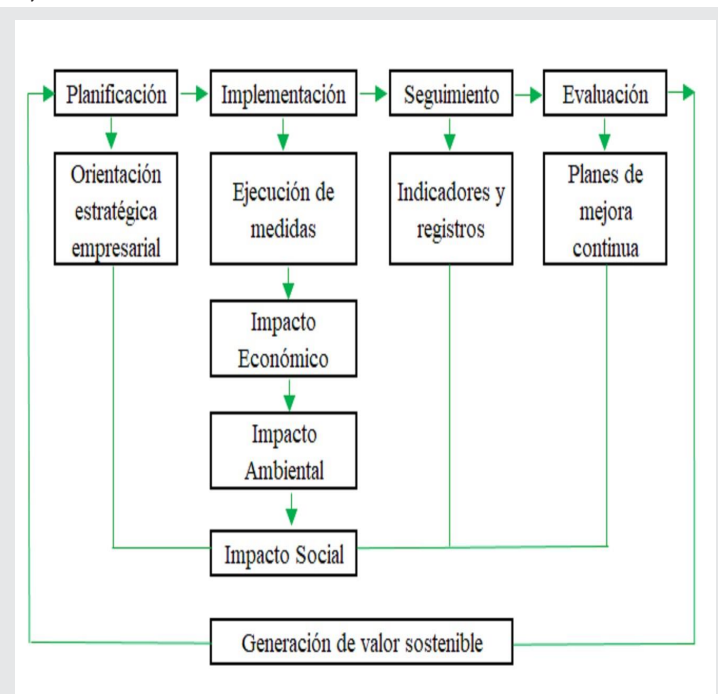 Planificación
Implementación
Seguimiento
Evaluación
Orientación
estratégica
empresarial
Ejecución de
medidas
Indicadores y
registros
Planes de
mejora
continua
Impacto
Económico
Impacto
Ambiental
Impacto Social
Generación de valor sostenible